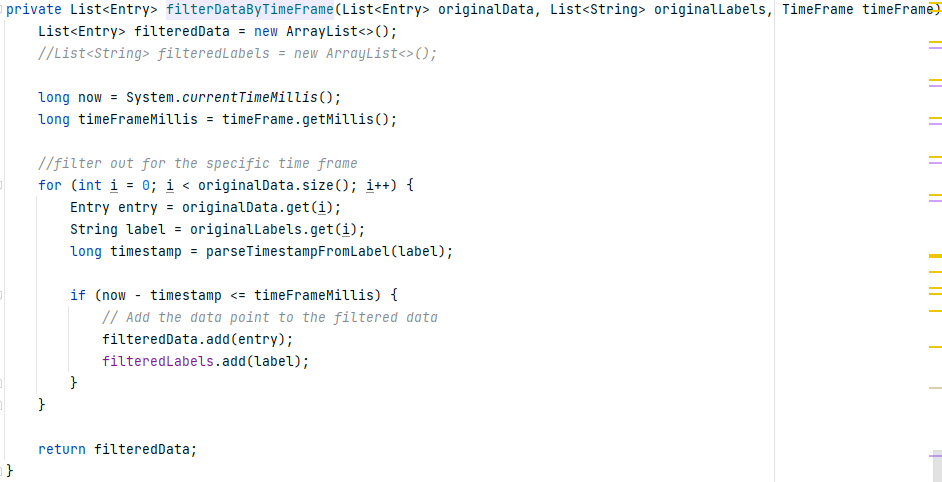 private List<Entry> filterDataByTimeFrame(List<Entry> originalData, List<String> originalLabels, TimeFrame timeFrame)
List<Entry> filteredData = new ArrayList<>();
//List<String> filteredLabels = new ArrayList<>();
long now = System.currentTimeMillis();
long timeFrameMillis = timeFrame.getMillis();
//filter out for the specific time frame
for (int i = 0; i < originalData.size(); i++) {
Entry entry = originalData.get(i);
String label = originalLabels.get(i);
long timestamp = parseTimestampFromLabel(label);
if (now - timestamp <= timeFrameMillis) {
// Add the data point to the filtered data
filteredData.add(entry);
filteredLabels.add(label);
}
}
return filteredData;
}